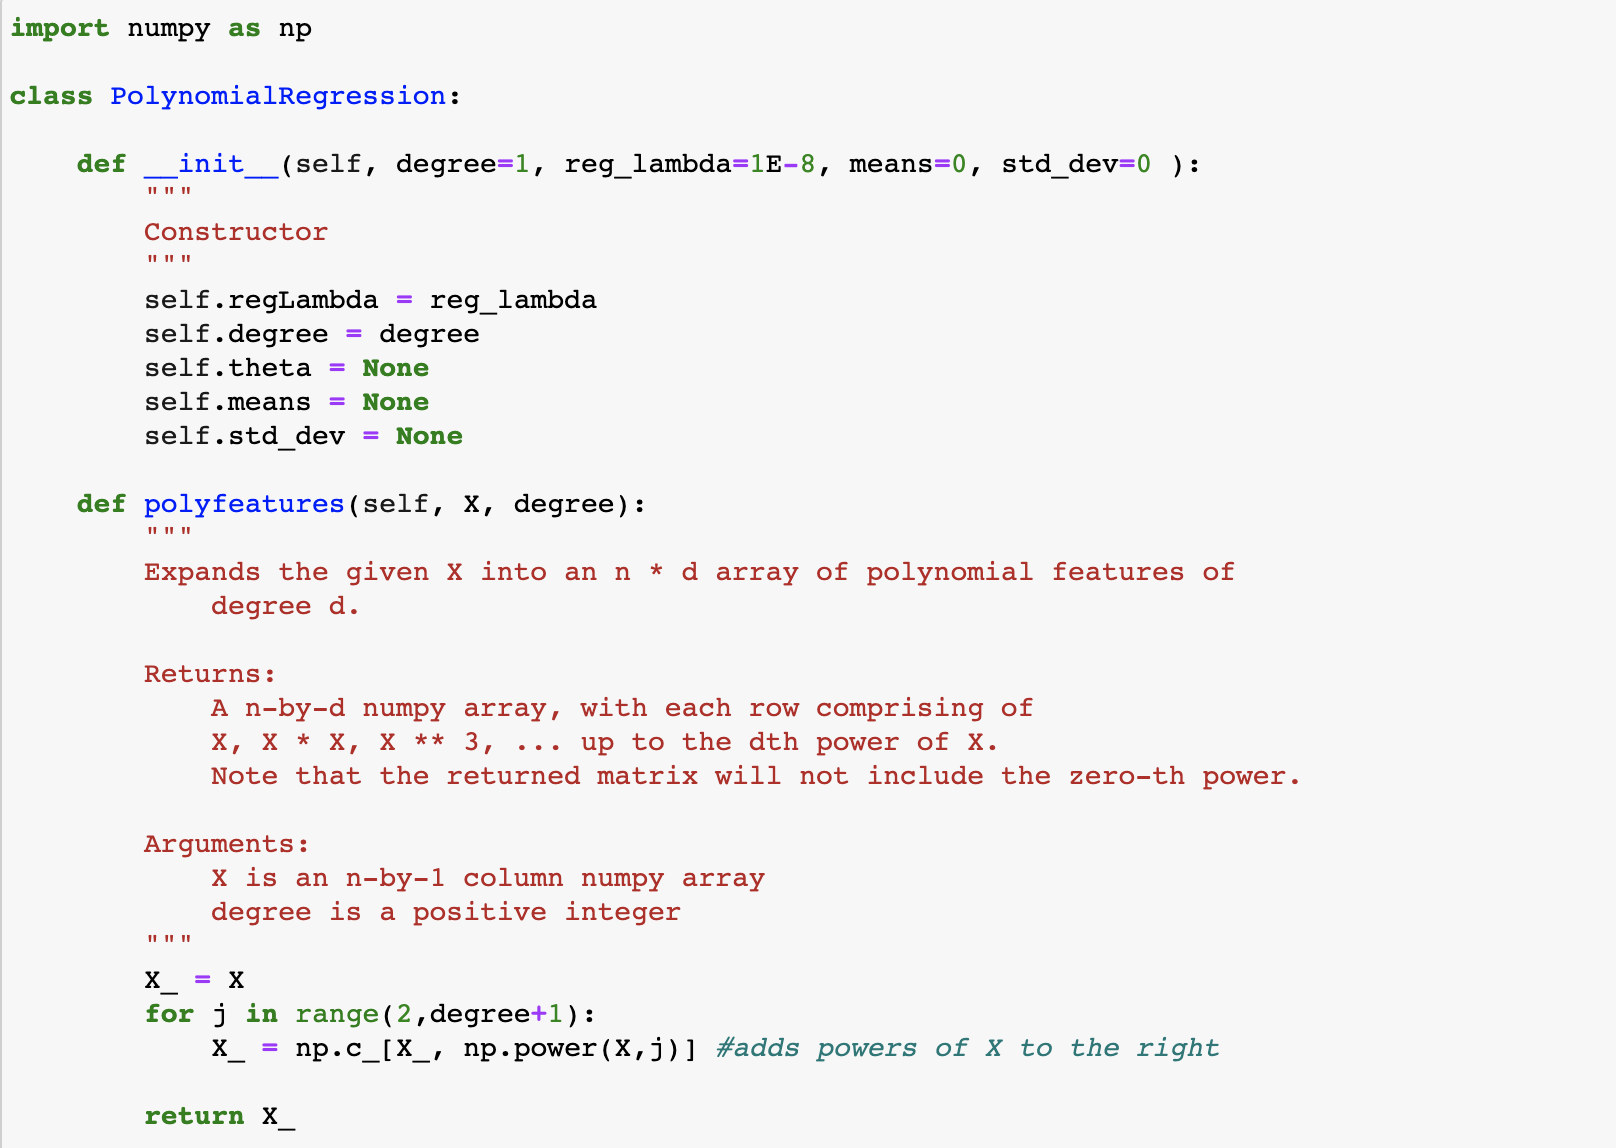 import numpy as np
class PolynomialRegression:
def __init__(self, degree=1, reg_lambda=1E-8, means=0, std_dev=0 ):
"""
Constructor
"""
self.regLambda = reg_lambda
self.degree = degree
self.theta = None
self.means = None
self.std_dev = None
def polyfeatures(self, X, degree):
"""
Expands the given X into an n * d array of polynomial features of
degree d.
Returns:
A n-by-d numpy array, with each row comprising of
X, X * X, X ** 3, ... up to the dth power of X.
Note that the returned matrix will not include the zero-th power.
Arguments:
X is an n-by-1 column numpy array
degree is a positive integer
"""
X_ = X
for j in range(2,degree+1):
X_ = np.c_[X_, np.power(X,j)] #adds powers of X to the right
return X_